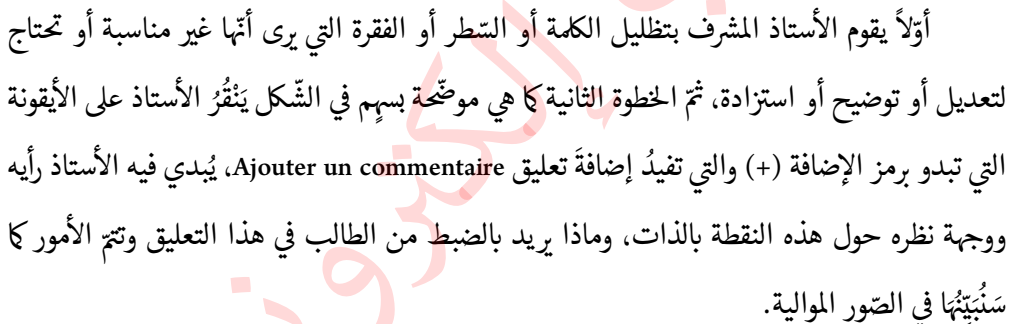 أوّلاً يقوم الأستاذ المشرف بتظليل الكلمة أو السّطر أو الفقرة التي يرى أنّها غير مناسبة أو تحتاج
لتعديل أو توضيح أو استزادة، ثمّ الخطوة الثانية كما هي موضّحة بسهم في الشّكل يَنْقُرُ الأستاذ على الأيقونة
التي تبدو برمز الإضافة (+) والتي تفيدُ إضافةَ تعليق Ajouter un commentaire، يُبدي فيه الأستاذ رأيه
ووجهة نظره حول هذه النقطة بالذات، وماذا يريد بالضبط من الطالب في هذا التعليق وتتمّ الأمور كما
سَنُبَيِّنُهَا في الصّور الموالية.